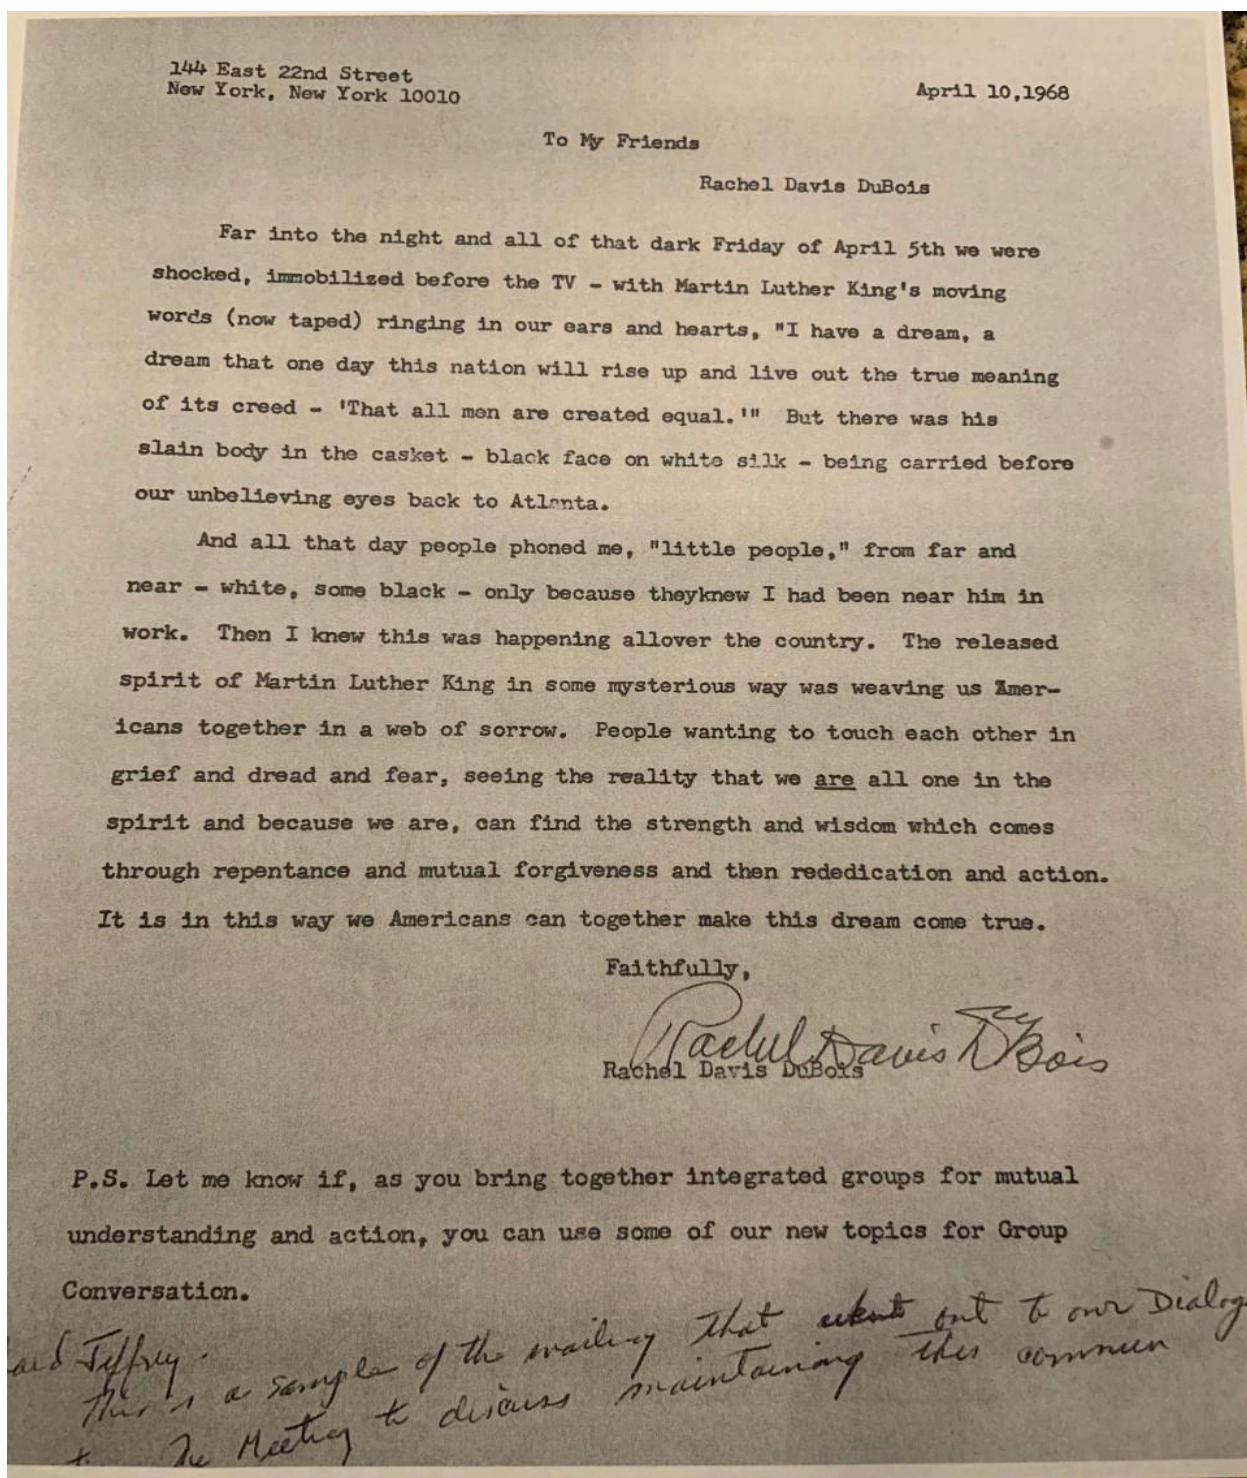 144 East 22nd Street
New York, New York 10010
April 10,1968
To My Friends
Rachel Davis DuBois
Far into the night and all of that dark Friday of April 5th we were
shocked, immobilized before the TV - with Martin Luther King's moving
words (now taped) ringing in our ears and hearts, "I have a dream, a
dream that one day this nation will rise up and live out the true meaning
of its creed - 'That all men are created equal.'" But there was his
slain body in the casket - black face on white silk - being carried before
our unbelieving eyes back to Atlanta.
And all that day people phoned me, "little people," from far and
near - white, some black - only because theyknew I had been near him in
work. Then I knew this was happening allover the country. The released
spirit of Martin Luther King in some mysterious way was weaving us Amer-
icans together in a web of sorrow. People wanting to touch each other in
grief and dread and fear, seeing the reality that we are all one in the
spirit and because we are, can find the strength and wisdom which comes
through repentance and mutual forgiveness and then rededication and action.
It is in this way we Americans can together make this dream come true.
Faithfully,
Rachel Davis DuBois
Rachel Davis DuBois
P.S. Let me know if, as you bring together integrated groups for mutual
understanding and action, you can use some of our new topics for Group
Conversation.
Jeffrey.
This is a sample of the mailing that went out to our Dialog
The Meeting to discuss maintaining this commun